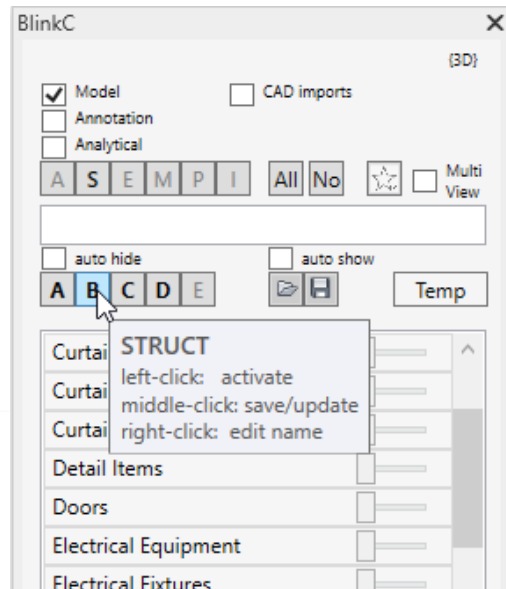 BlinkC
{3D}
Model CAD imports
Annotation
Analytical
A S E M P I All No Multi View
auto hide auto show
A B C D E Temp
STRUCT
left-click: activate
middle-click: save/update
right-click: edit name
Curtai
Curtai
Curtai
Detail Items
Doors
Electrical Equipment
Electrical Fixtures